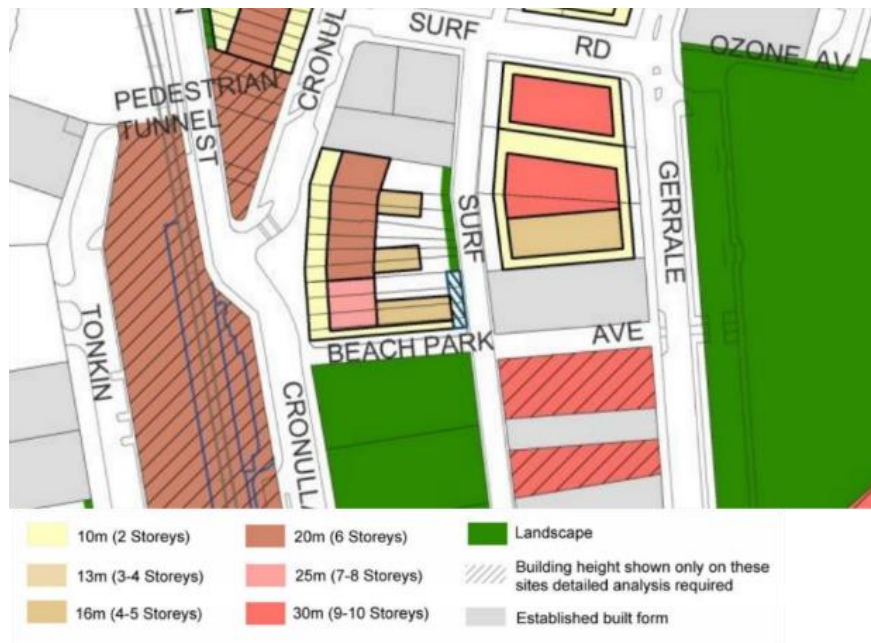 SURF
RD
OZONE AV
CRONULL
PEDESTRIAN
TUNNEL
ST
SURF
GERRALE
TONKIN
BEACH PARK
AVE
CRONULLA
10m (2 Storeys)
13m (3-4 Storeys)
16m (4-5 Storeys)
20m (6 Storeys)
25m (7-8 Storeys)
30m (9-10 Storeys)
Landscape
Building height shown only on these
sites detailed analysis required
Established built form